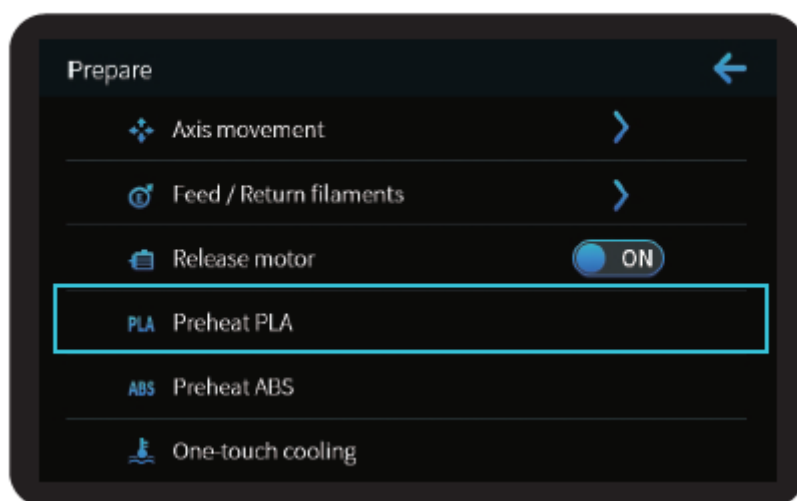 Prepare
Axis movement
E Feed / Return filaments
Release motor ON
PLA Preheat PLA
ABS Preheat ABS
One-touch cooling